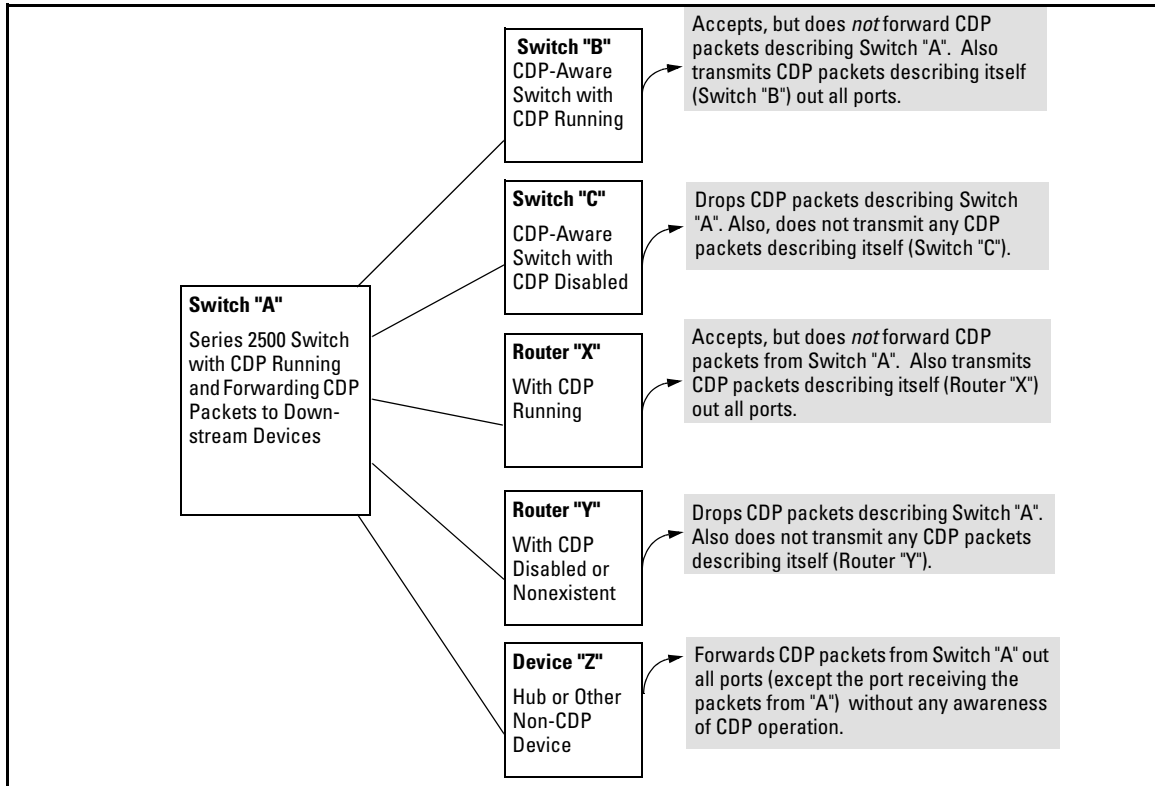 Switch "B"
CDP-Aware
Switch with
CDP Running
Accepts, but does not forward CDP
packets describing Switch "A". Also
transmits CDP packets describing itself
(Switch "B") out all ports.
Switch "C"
CDP-Aware
Switch with
CDP Disabled
Drops CDP packets describing Switch
"A". Also, does not transmit any CDP
packets describing itself (Switch "C").
Switch "A"
Series 2500 Switch
with CDP Running
and Forwarding CDP
Packets to Down-
stream Devices
Router "X"
With CDP
Running
Accepts, but does not forward CDP
packets from Switch "A". Also transmits
CDP packets describing itself (Router "X")
out all ports.
Router "Y"
With CDP
Disabled or
Nonexistent
Drops CDP packets describing Switch "A".
Also does not transmit any CDP packets
describing itself (Router "Y").
Device "Z"
Hub or Other
Non-CDP
Device
Forwards CDP packets from Switch "A" out
all ports (except the port receiving the
packets from "A") without any awareness
of CDP operation.